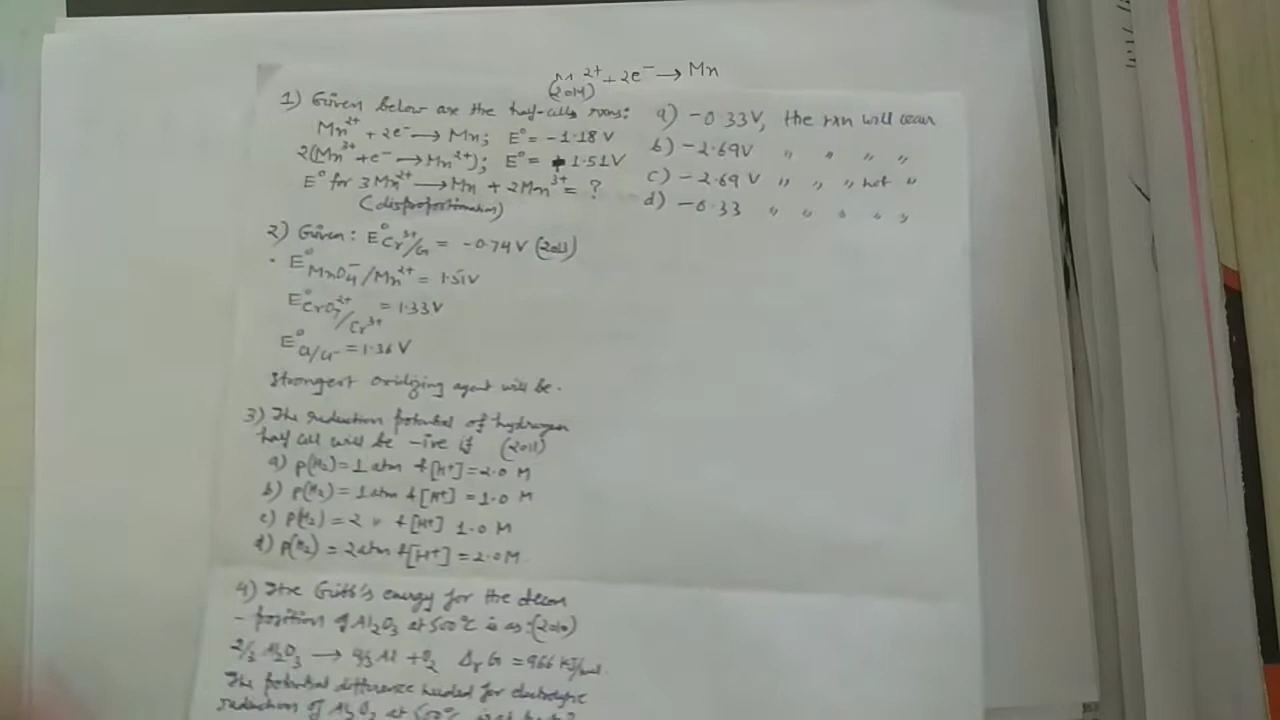 ²⁺ + 2e⁻ → Mn
(2014)
1) Given below are the half-cells rxns:
Mn²⁺ + 2e⁻ → Mn; E° = -1.18 V
2(Mn³⁺ + e⁻ → Mn²⁺); E° = + 1.51V
E° for 3Mn²⁺ → Mn + 2Mn³⁺ = ?
(disproportionation)
a) -0.33V, the rxn will occur
b) -2.69V " " " "
c) -2.69 V " " " not "
d) -0.33 " " " " "
2) Given: E°Cr³⁺/Cr = -0.74V (2013)
E°MnO₄⁻/Mn²⁺ = 1.51V
E°CrO₇²⁺/Cr³⁺ = 1.33V
E°Cl/Cl⁻ = 1.36 V
Strongest oxidizing agent will be.
3) The reduction potential of hydrogen
half cell will be -ive if (2011)
a) p(H₂) = 1 atm & [H⁺] = 2.0 M
b) p(H₂) = 1 atm & [H⁺] = 1.0 M
c) p(H₂) = 2 " & [H⁺] 1.0 M
d) p(H₂) = 2 atm & [H⁺] = 2.0 M
4) The Gibb's energy for the decom
- position of Al₂O₃ at 500°C is as: (2010)
2/3 Al₂O₃ → 4/3 Al + O₂ ΔᵣG = 966 KJ/mol.
The potential difference needed for electrolytic
reduction of Al₂O₃ at 500°C is at least?